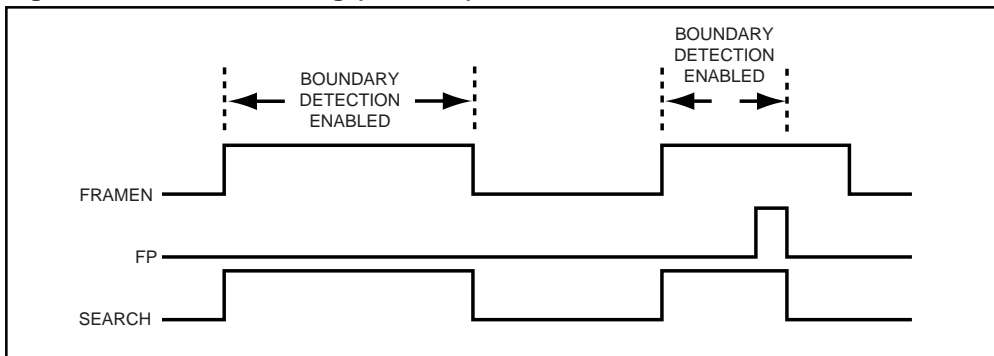 BOUNDARY
DETECTION
ENABLED
BOUNDARY
DETECTION
ENABLED
FRAMEN
FP
SEARCH